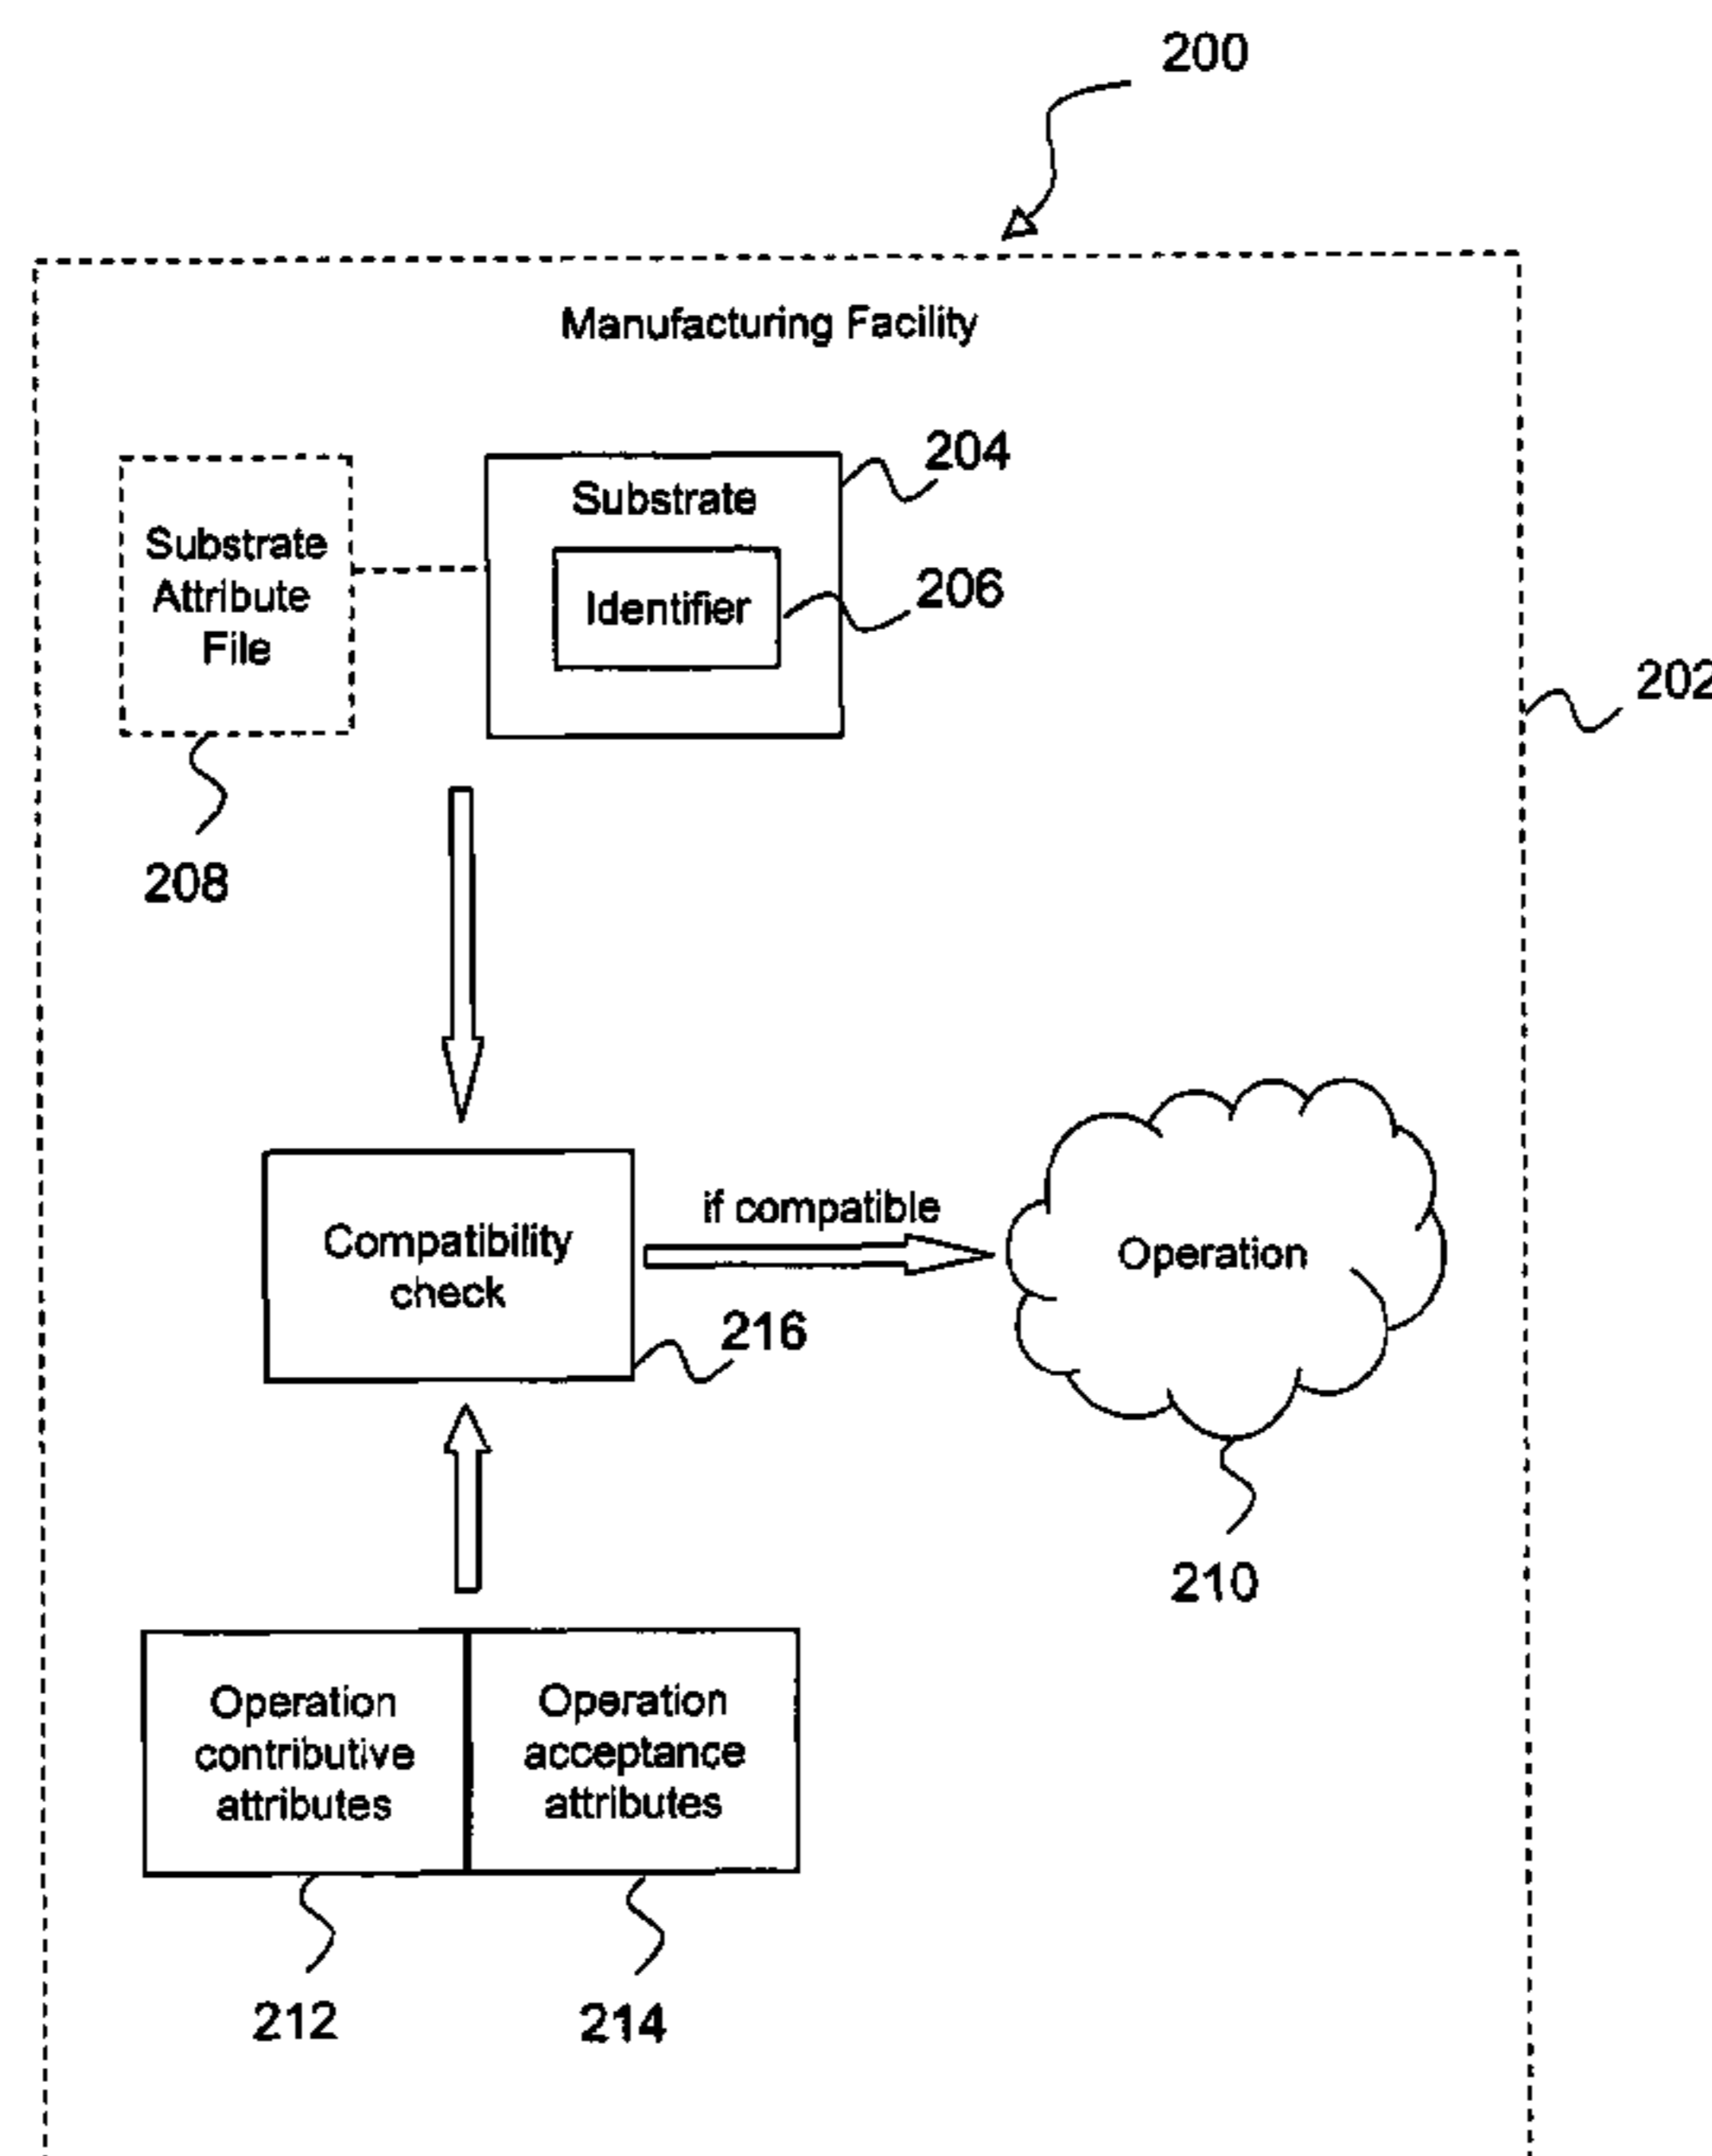 200
Manufacturing Facility
204
Substrate
Substrate
Attribute
File
Identifier
206
202
208
if compatible
Compatibility
check
Operation
216
210
Operation
contributive
attributes
Operation
acceptance
attributes
212
214